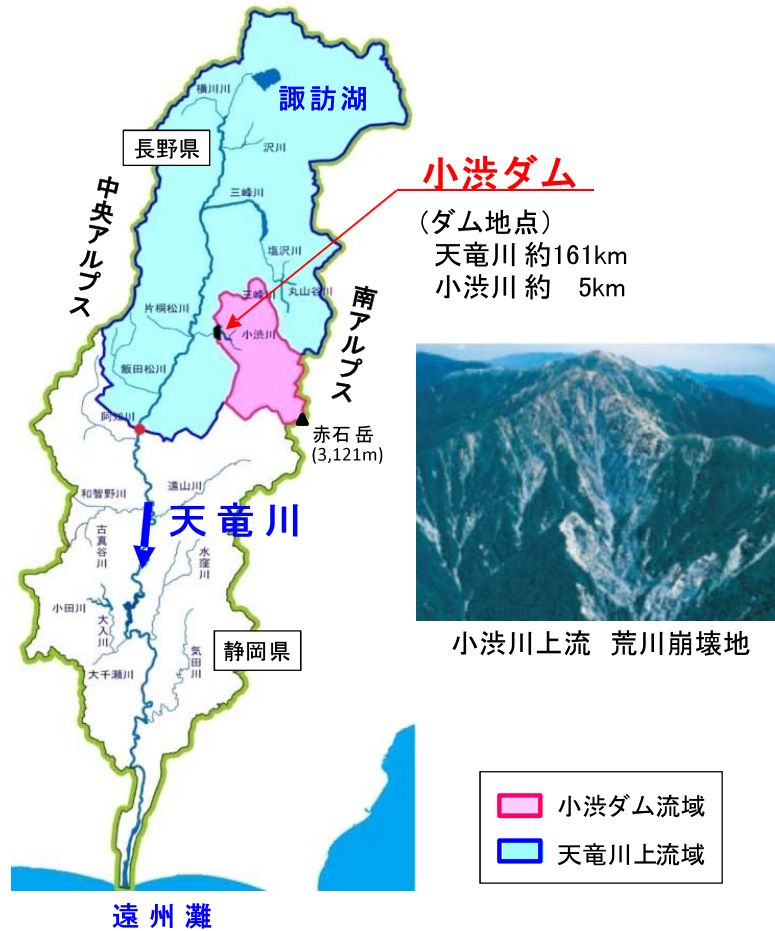 横川川
諏訪湖
長野県
沢川
三峰川
小渋ダム
(ダム地点)
天竜川 約161km
小渋川 約 5km
中央アルプス
塩沢川
丸山谷川
三峰川
南アルプス
片桐松川
小渋川
飯田松川
阿知川
赤石岳
(3,121m)
遠山川
和智野川
天竜川
古真谷川
水窪川
小田川
大入川
静岡県
気田川
大千瀬川
小渋川上流 荒川崩壊地
小渋ダム流域
天竜川上流域
遠州灘